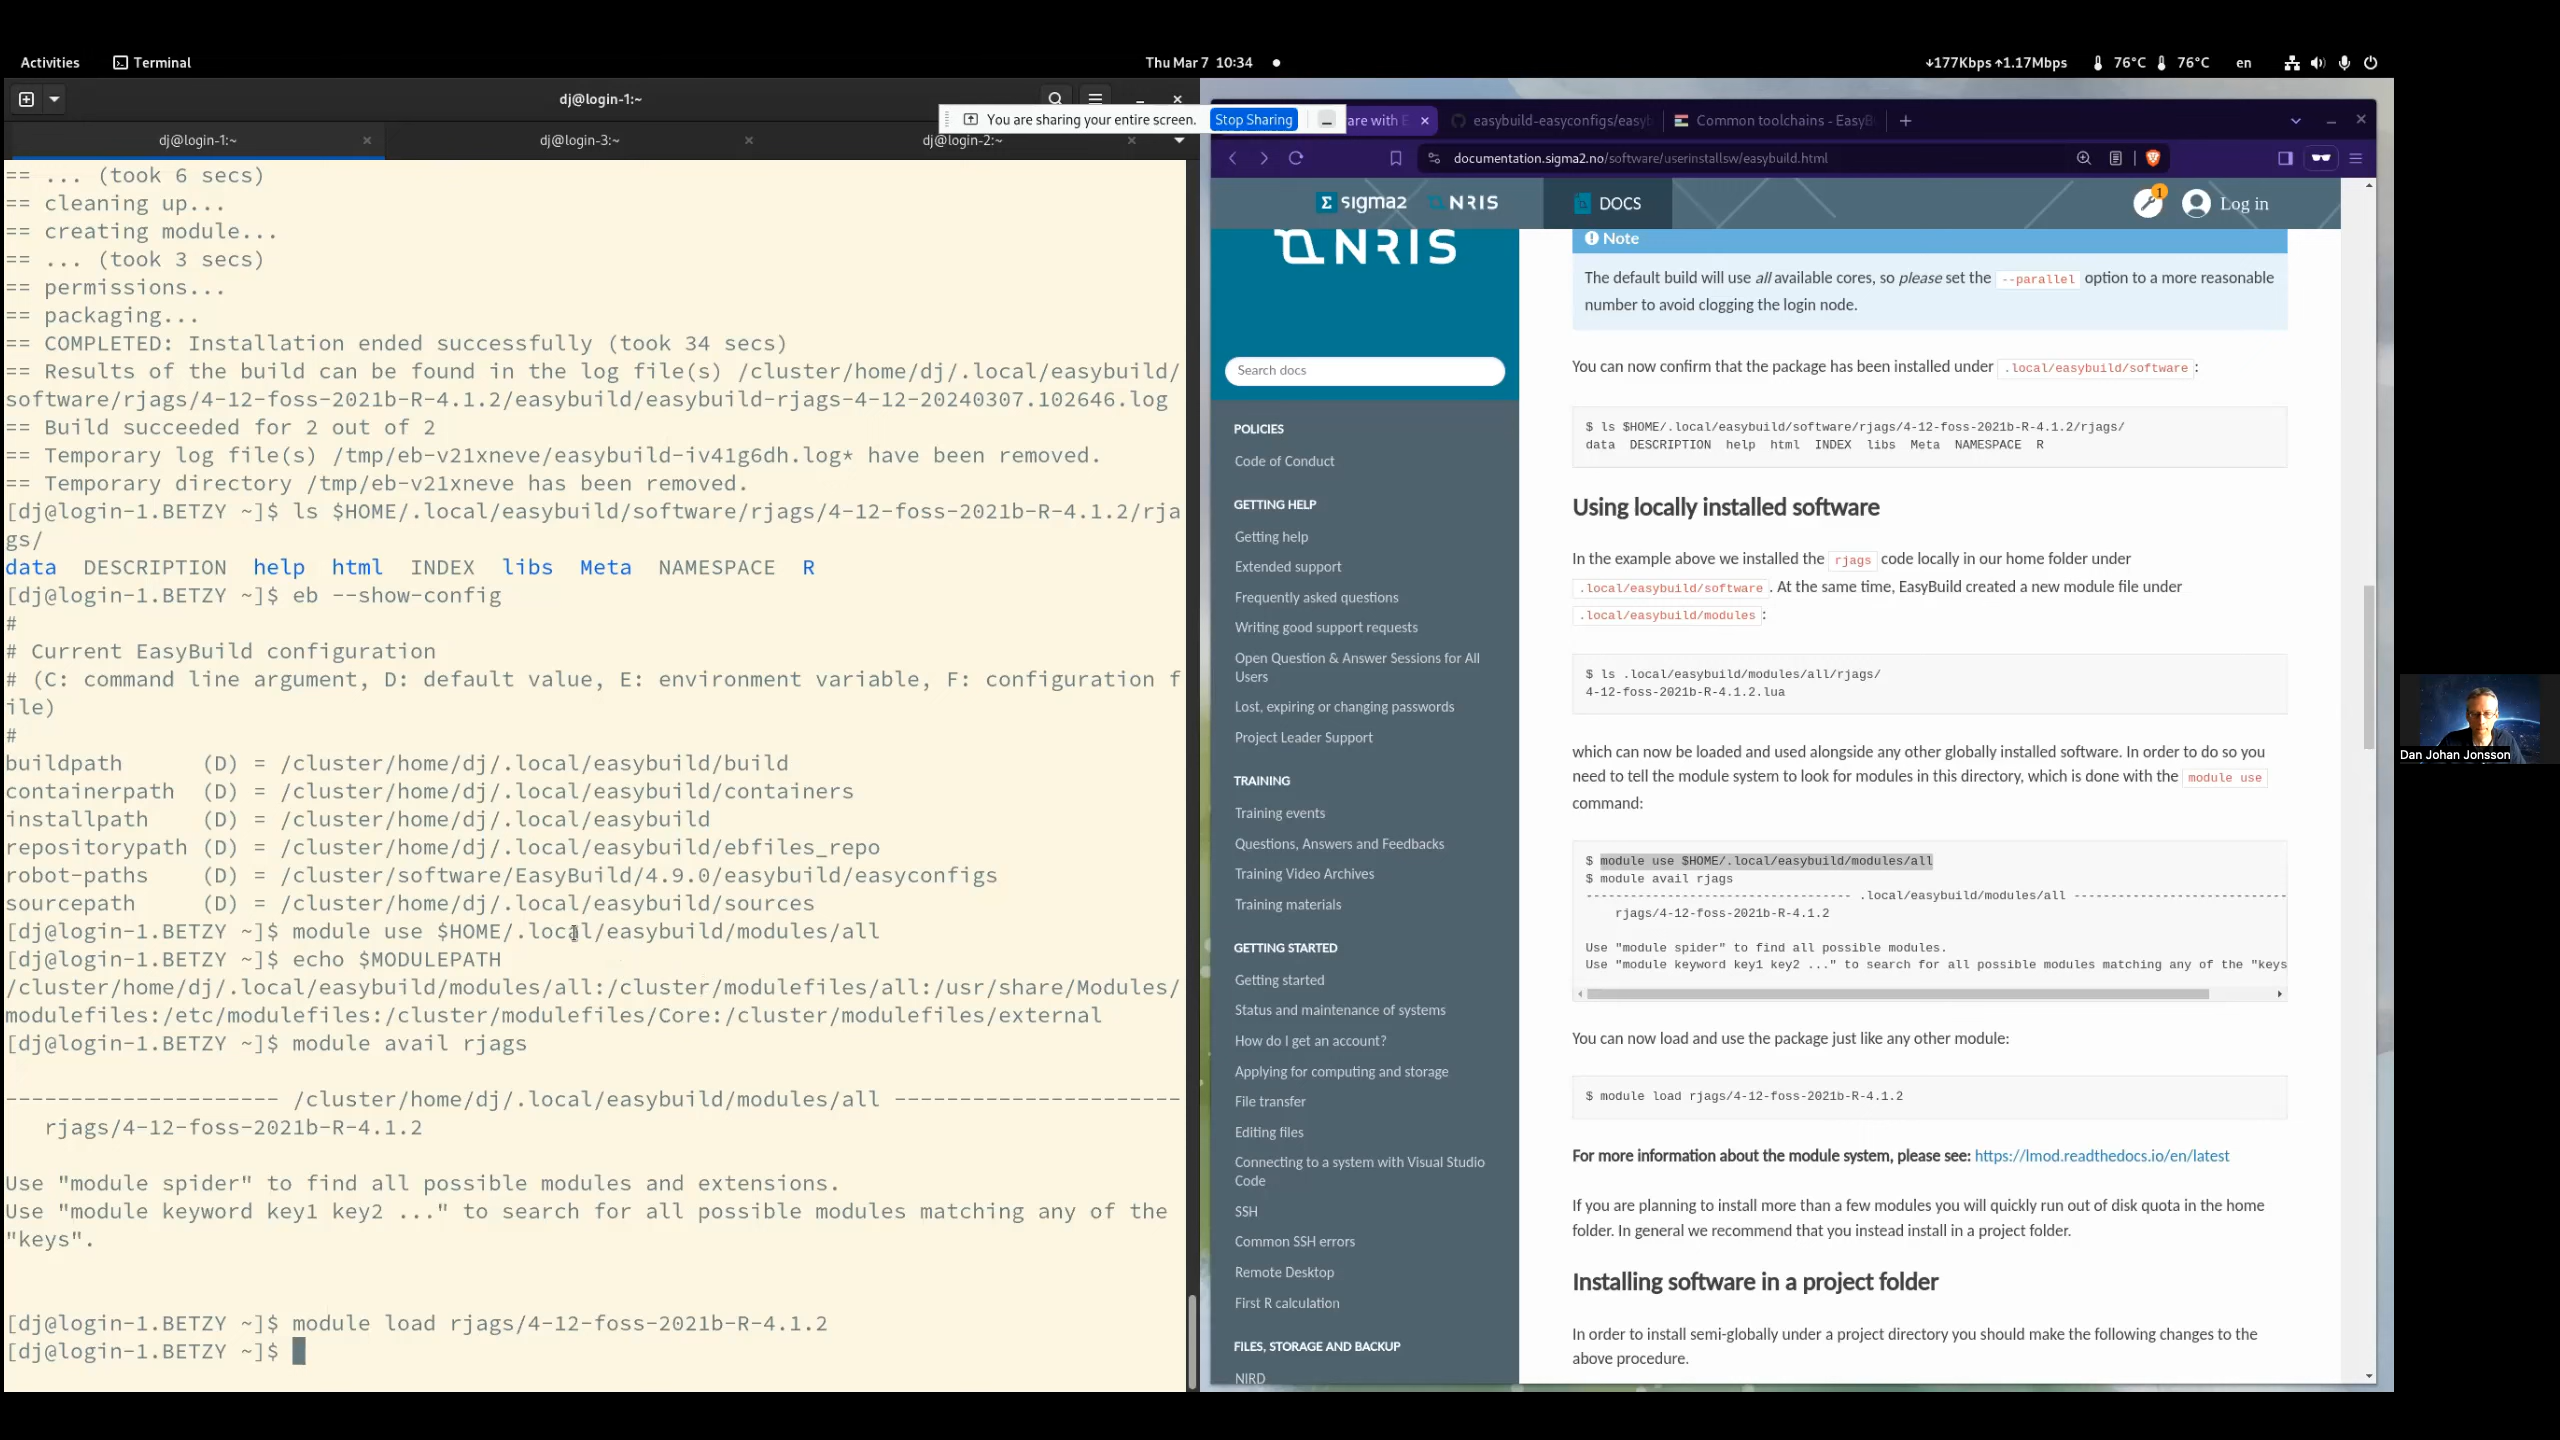 Activities Terminal Thu Mar 7 10:34 ↓177Kbps ↑1.17Mbps 76°C 76°C en
dj@login-1:~
You are sharing your entire screen. Stop Sharing
dj@login-1:~ dj@login-3:~ dj@login-2:~
== ... (took 6 secs)
== cleaning up...
== creating module...
== ... (took 3 secs)
== permissions...
== packaging...
== COMPLETED: Installation ended successfully (took 34 secs)
== Results of the build can be found in the log file(s) /cluster/home/dj/.local/easybuild/
software/rjags/4-12-foss-2021b-R-4.1.2/easybuild/easybuild-rjags-4-12-20240307.102646.log
== Build succeeded for 2 out of 2
== Temporary log file(s) /tmp/eb-v21xneve/easybuild-iv41g6dh.log* have been removed.
== Temporary directory /tmp/eb-v21xneve has been removed.
[dj@login-1.BETZY ~]$ ls $HOME/.local/easybuild/software/rjags/4-12-foss-2021b-R-4.1.2/rja
gs/
data DESCRIPTION help html INDEX libs Meta NAMESPACE R
[dj@login-1.BETZY ~]$ eb --show-config
#
# Current EasyBuild configuration
# (C: command line argument, D: default value, E: environment variable, F: configuration f
ile)
#
buildpath (D) = /cluster/home/dj/.local/easybuild/build
containerpath (D) = /cluster/home/dj/.local/easybuild/containers
installpath (D) = /cluster/home/dj/.local/easybuild
repositorypath (D) = /cluster/home/dj/.local/easybuild/ebfiles_repo
robot-paths (D) = /cluster/software/EasyBuild/4.9.0/easybuild/easyconfigs
sourcepath (D) = /cluster/home/dj/.local/easybuild/sources
[dj@login-1.BETZY ~]$ module use $HOME/.local/easybuild/modules/all
[dj@login-1.BETZY ~]$ echo $MODULEPATH
/cluster/home/dj/.local/easybuild/modules/all:/cluster/modulefiles/all:/usr/share/Modules/
modulefiles:/etc/modulefiles:/cluster/modulefiles/Core:/cluster/modulefiles/external
[dj@login-1.BETZY ~]$ module avail rjags
--------------------- /cluster/home/dj/.local/easybuild/modules/all ----------------------
rjags/4-12-foss-2021b-R-4.1.2
Use "module spider" to find all possible modules and extensions.
Use "module keyword key1 key2 ..." to search for all possible modules matching any of the
"keys".
[dj@login-1.BETZY ~]$ module load rjags/4-12-foss-2021b-R-4.1.2
[dj@login-1.BETZY ~]$
are with E easybuild-easyconfigs/easyb Common toolchains - EasyB
documentation.sigma2.no/software/userinstallsw/easybuild.html
Σ sigma2 NRIS DOCS 1 Log in
NRIS
Search docs
POLICIES
Code of Conduct
GETTING HELP
Getting help
Extended support
Frequently asked questions
Writing good support requests
Open Question & Answer Sessions for All
Users
Lost, expiring or changing passwords
Project Leader Support
TRAINING
Training events
Questions, Answers and Feedbacks
Training Video Archives
Training materials
GETTING STARTED
Getting started
Status and maintenance of systems
How do I get an account?
Applying for computing and storage
File transfer
Editing files
Connecting to a system with Visual Studio
Code
SSH
Common SSH errors
Remote Desktop
First R calculation
FILES, STORAGE AND BACKUP
NIRD
Note
The default build will use all available cores, so please set the --parallel option to a more reasonable
number to avoid clogging the login node.
You can now confirm that the package has been installed under .local/easybuild/software:
$ ls $HOME/.local/easybuild/software/rjags/4-12-foss-2021b-R-4.1.2/rjags/
data DESCRIPTION help html INDEX libs Meta NAMESPACE R
Using locally installed software
In the example above we installed the rjags code locally in our home folder under
.local/easybuild/software. At the same time, EasyBuild created a new module file under
.local/easybuild/modules:
$ ls .local/easybuild/modules/all/rjags/
4-12-foss-2021b-R-4.1.2.lua
which can now be loaded and used alongside any other globally installed software. In order to do so you
need to tell the module system to look for modules in this directory, which is done with the module use
command:
$ module use $HOME/.local/easybuild/modules/all
$ module avail rjags
----------------------------------- .local/easybuild/modules/all -----------------------------
rjags/4-12-foss-2021b-R-4.1.2
Use "module spider" to find all possible modules.
Use "module keyword key1 key2 ..." to search for all possible modules matching any of the "keys
You can now load and use the package just like any other module:
$ module load rjags/4-12-foss-2021b-R-4.1.2
For more information about the module system, please see: https://lmod.readthedocs.io/en/latest
If you are planning to install more than a few modules you will quickly run out of disk quota in the home
folder. In general we recommend that you instead install in a project folder.
Installing software in a project folder
In order to install semi-globally under a project directory you should make the following changes to the
above procedure.
Dan Johan Jonsson